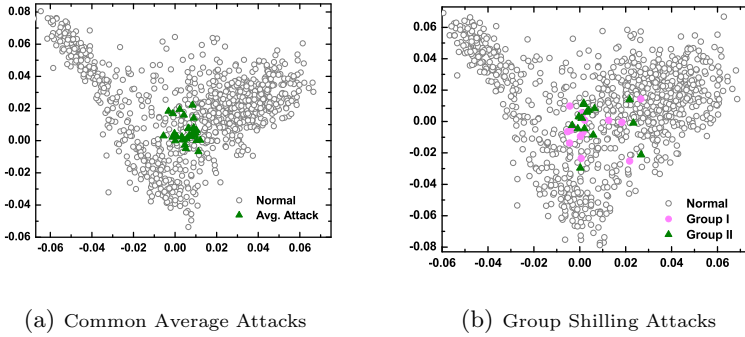 0.08
0.06
0.04
0.02
0.00
-0.02
-0.04
-0.06
-0.06 -0.04 -0.02 0.00 0.02 0.04 0.06
Normal
Avg. Attack
(a) Common Average Attacks
0.06
0.04
0.02
0.00
-0.02
-0.04
-0.06
-0.08
-0.06 -0.04 -0.02 0.00 0.02 0.04 0.06
Normal
Group I
Group II
(b) Group Shilling Attacks